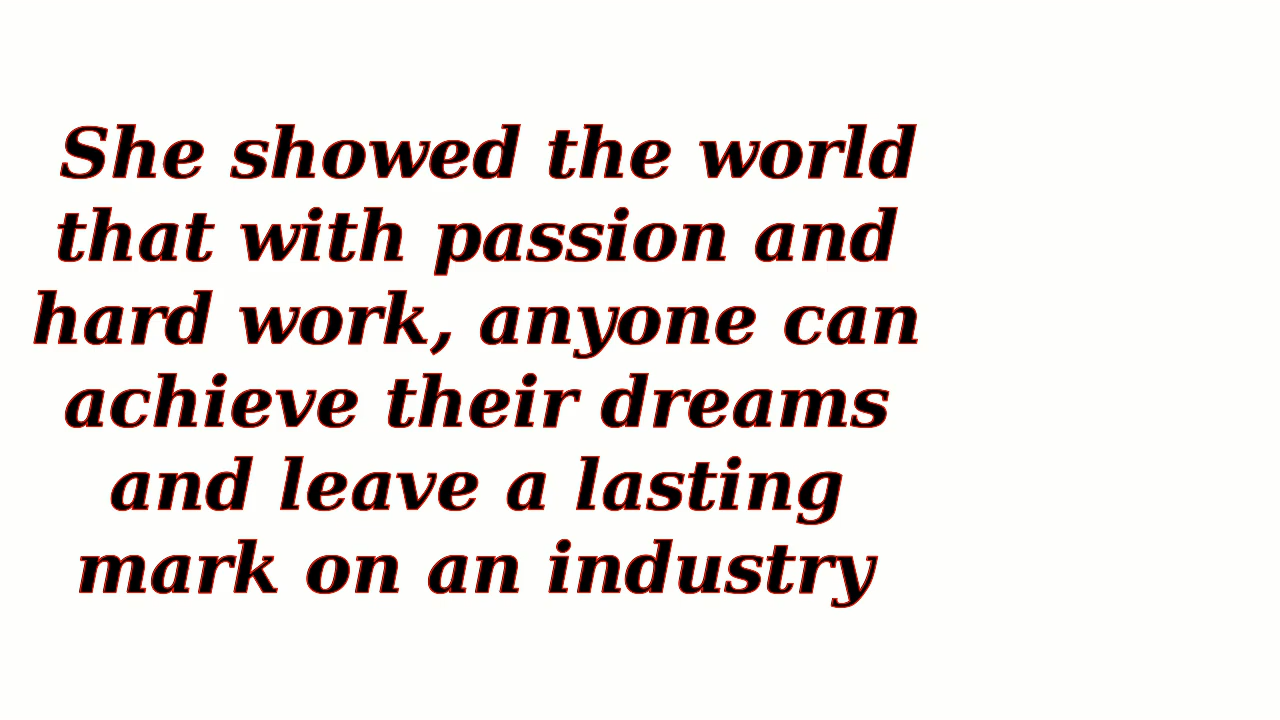 She showed the world
that with passion and
hard work, anyone can
achieve their dreams
and leave a lasting
mark on an industry